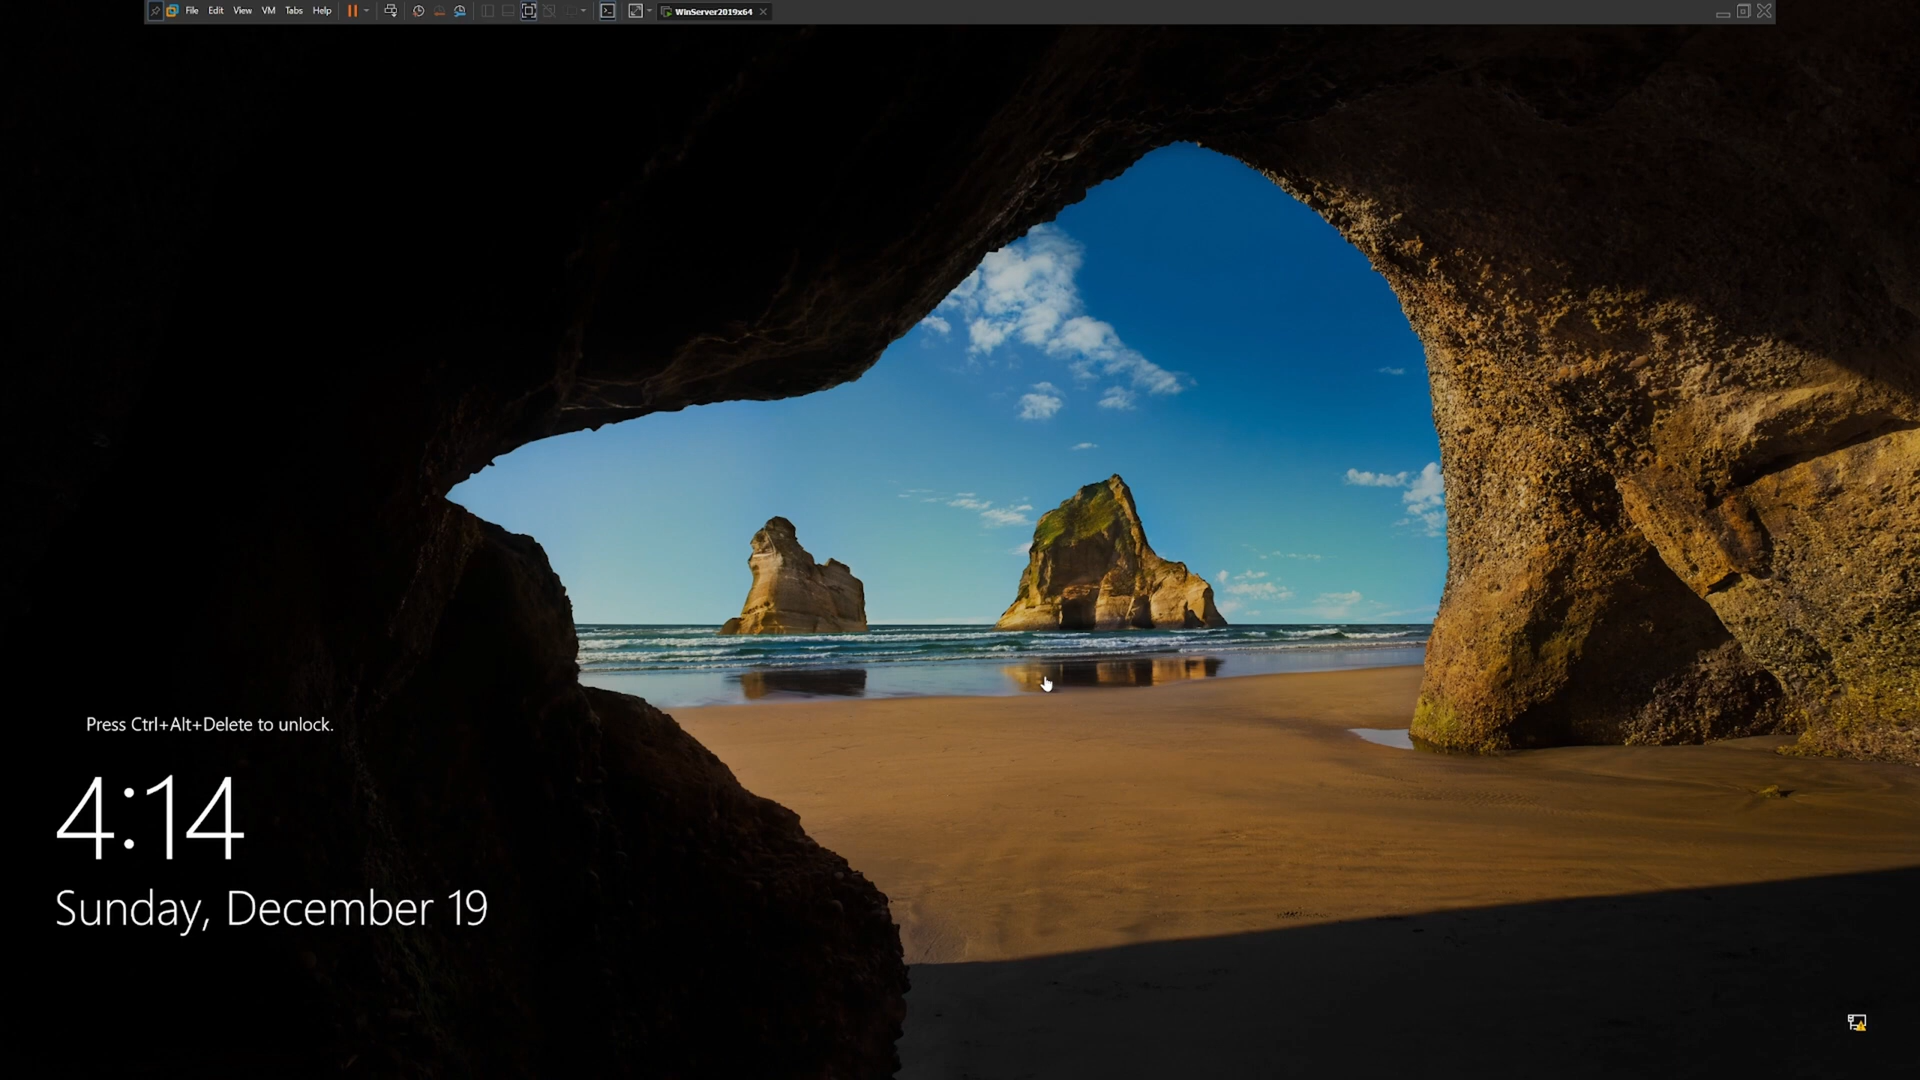 File Edit View VM Tabs Help WinServer2019x64
Press Ctrl+Alt+Delete to unlock.
4:14
Sunday, December 19